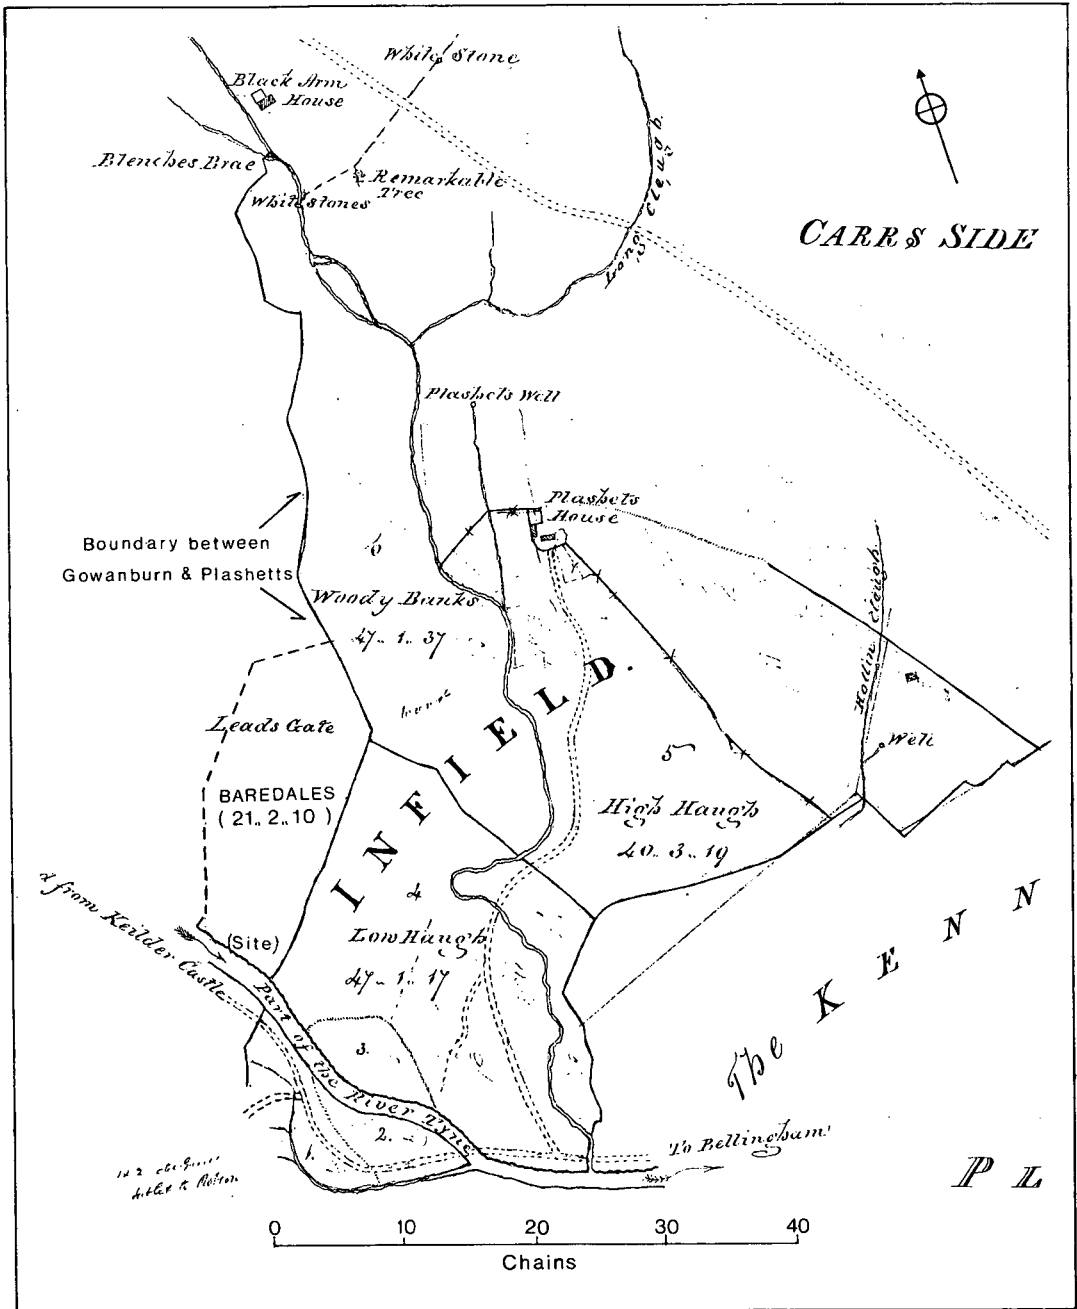 White Stone
Black Arm
House
Blenches Brae
Remarkable
Tree
White stones
Long Cleugh
CARRS SIDE
Plashets Well
Plashets
House
Boundary between
Gowanburn & Plashetts
6
Woody Banks
47. 1. 37
Hollin Cleugh
Leads Gate
INFIELD.
Well
5
BAREDALES
(21. 2. 10)
High Haugh
40. 3. 19
4
Low Haugh
47. 1. 17
d from Keilder Castle
(Site)
Part of the River Tyne
3.
2.
1.
The KENN
To Bellingham
PL
0 10 20 30 40
Chains